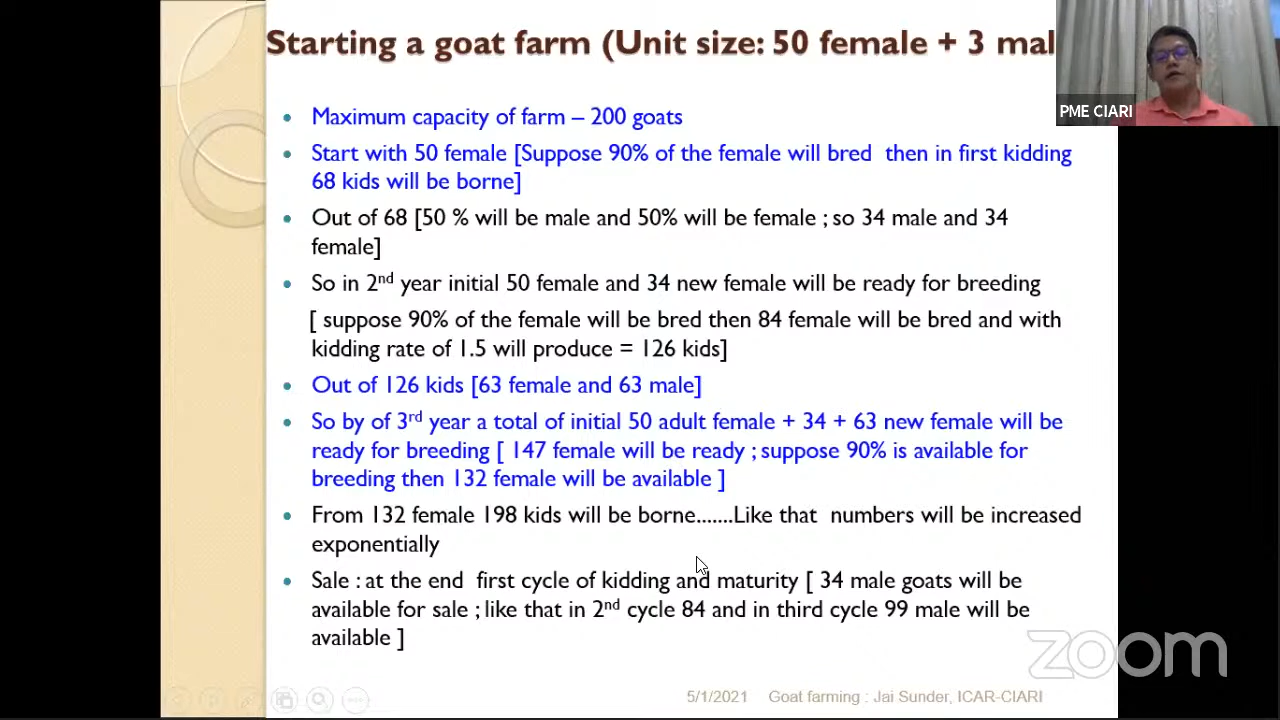 Starting a goat farm (Unit size: 50 female + 3 mal
PME CIARI
Maximum capacity of farm – 200 goats
Start with 50 female [Suppose 90% of the female will bred then in first kidding
68 kids will be borne]
Out of 68 [50 % will be male and 50% will be female ; so 34 male and 34
female]
So in 2nd year initial 50 female and 34 new female will be ready for breeding
[ suppose 90% of the female will be bred then 84 female will be bred and with
kidding rate of 1.5 will produce = 126 kids]
Out of 126 kids [63 female and 63 male]
So by of 3rd year a total of initial 50 adult female + 34 + 63 new female will be
ready for breeding [ 147 female will be ready ; suppose 90% is available for
breeding then 132 female will be available ]
From 132 female 198 kids will be borne.......Like that numbers will be increased
exponentially
Sale : at the end first cycle of kidding and maturity [ 34 male goats will be
available for sale ; like that in 2nd cycle 84 and in third cycle 99 male will be
available ]
zoom
5/1/2021 Goat farming : Jai Sunder, ICAR-CIARI